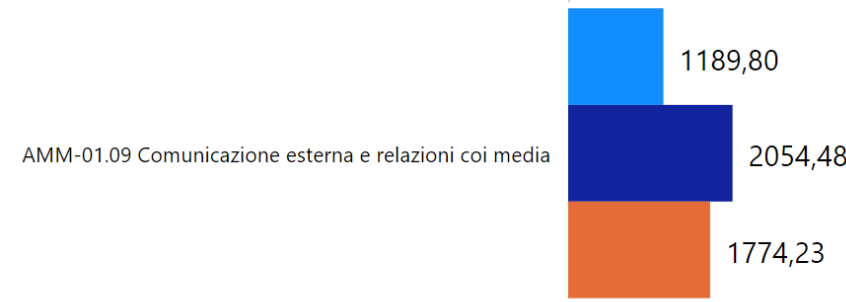 1189,80
AMM-01.09 Comunicazione esterna e relazioni coi media
2054,48
1774,23